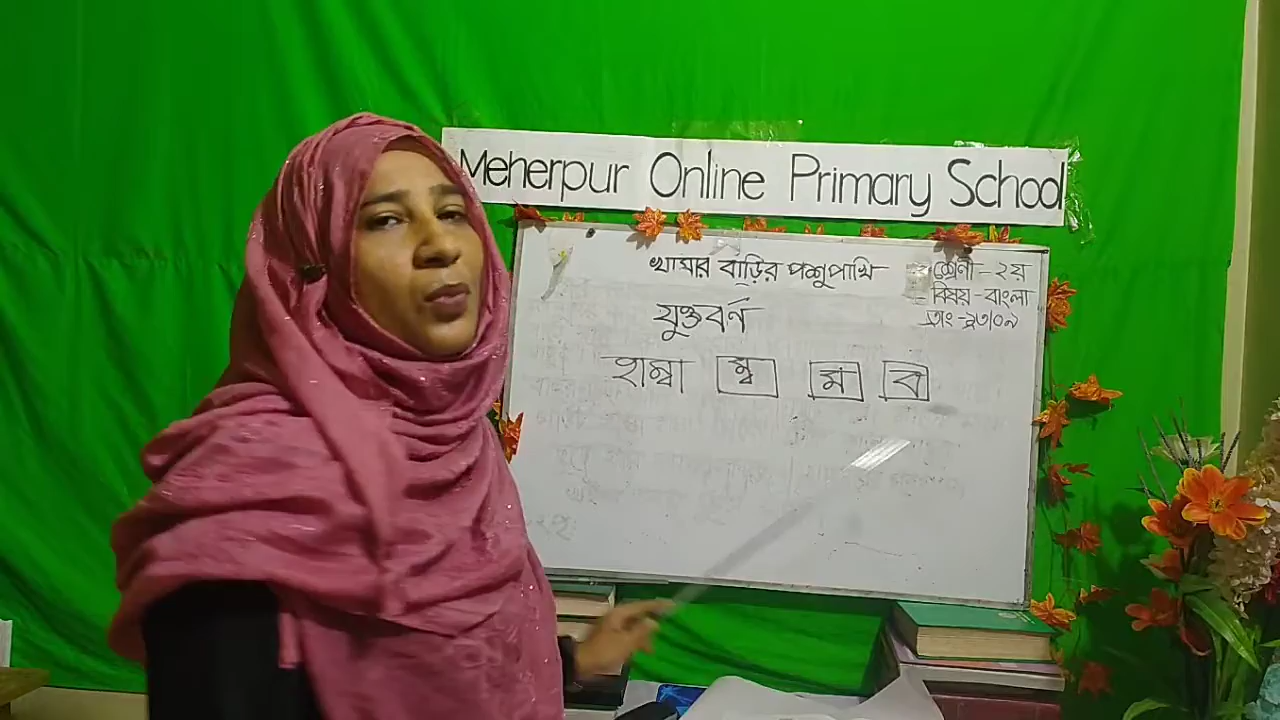 Meherpur Online Primary School
খামার বাড়ির পশুপাখি
শ্রেণী - ২য়
বিষয় - বাংলা
তাং -
যুক্তবর্ণ
হাম্বা ম্ব ম ব